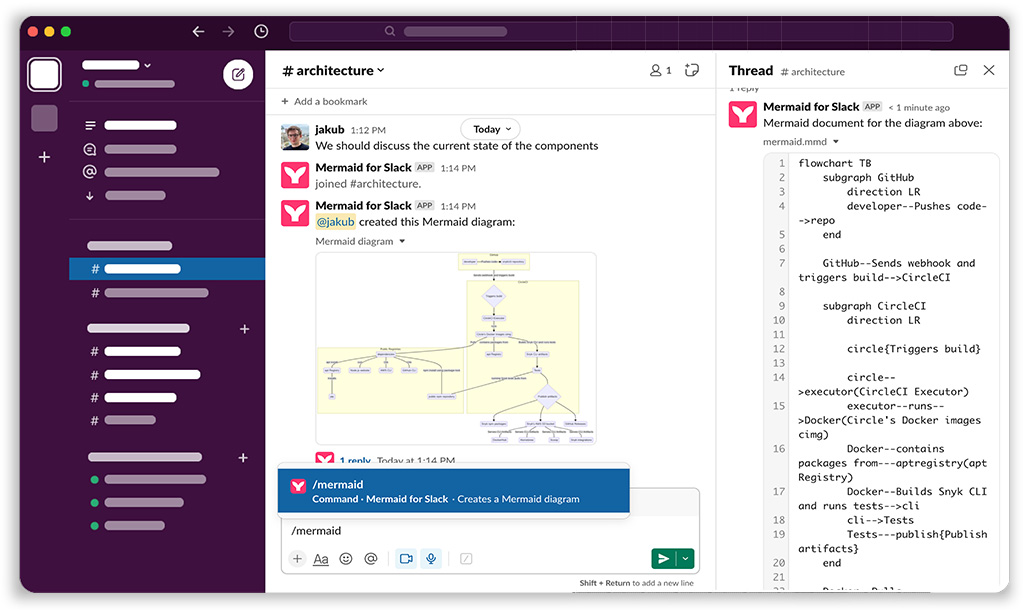 # architecture
1
Add a bookmark
Today
jakub 1:12 PM
We should discuss the current state of the components
Mermaid for Slack APP 1:14 PM
joined #architecture.
Mermaid for Slack APP 1:14 PM
@jakub created this Mermaid diagram:
Mermaid diagram
1 reply Today at 1:14 PM
/mermaid
Command · Mermaid for Slack · Creates a Mermaid diagram
/mermaid
Aa
Shift + Return to add a new line
Thread # architecture
1 reply
Mermaid for Slack APP < 1 minute ago
Mermaid document for the diagram above:
mermaid.mmd
1 flowchart TB
2 subgraph GitHub
3 direction LR
4 developer--Pushes code-
->repo
5 end
6
7 GitHub--Sends webhook and
triggers build-->CircleCI
8
9 subgraph CircleCI
10 direction LR
11
12 circle{Triggers build}
13
14 circle--
>executor(CircleCI Executor)
15 executor--runs--
>Docker(Circle's Docker images
cimg)
16 Docker--contains
packages from---aptregistry(apt
Registry)
17 Docker--Builds Snyk CLI
and runs tests-->cli
18 cli-->Tests
19 Tests---publish{Publish
artifacts}
20 end
21